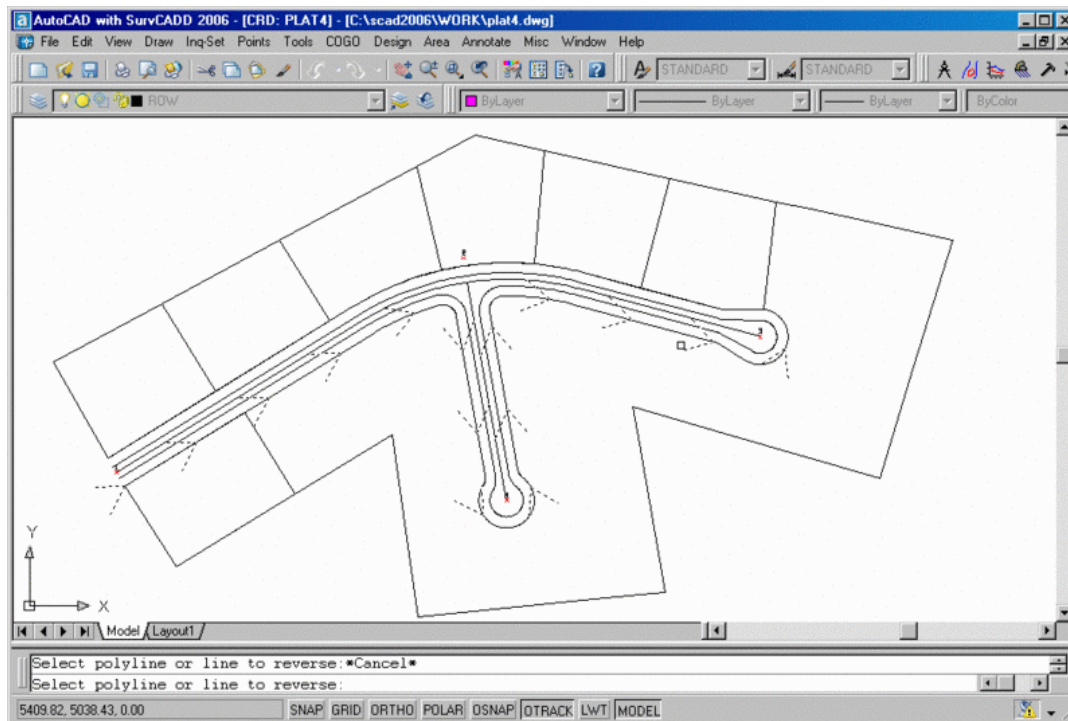 AutoCAD with SurvCADD 2006 - [CRD: PLAT4] - [C:\scad2006\WORK\plat4.dwg]
File Edit View Draw Inq-Set Points Tools COGO Design Area Annotate Misc Window Help
STANDARD STANDARD
ROW ByLayer ByLayer ByLayer ByColor
Y
X
Model Layout1
Select polyline or line to reverse:*Cancel*
Select polyline or line to reverse:
5409.82, 5038.43, 0.00 SNAP GRID ORTHO POLAR OSNAP OTRACK LWT MODEL